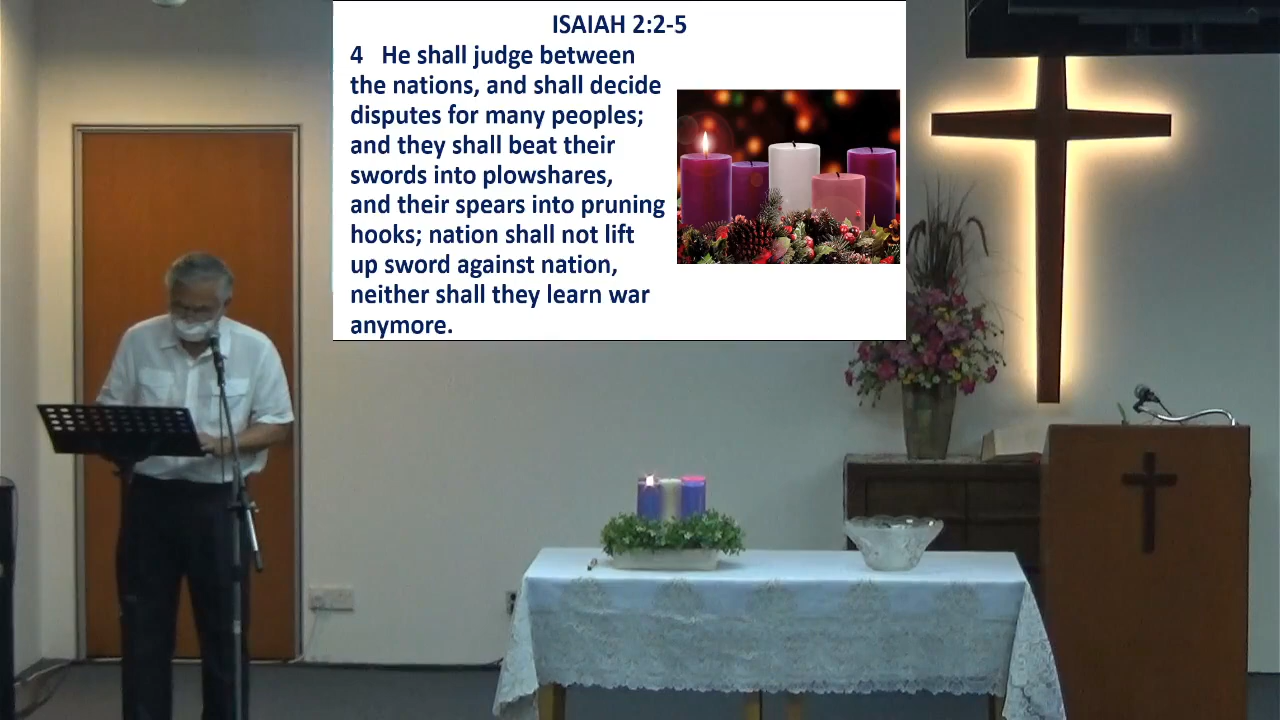 ISAIAH 2:2-5
4 He shall judge between
the nations, and shall decide
disputes for many peoples;
and they shall beat their
swords into plowshares,
and their spears into pruning
hooks; nation shall not lift
up sword against nation,
neither shall they learn war
anymore.